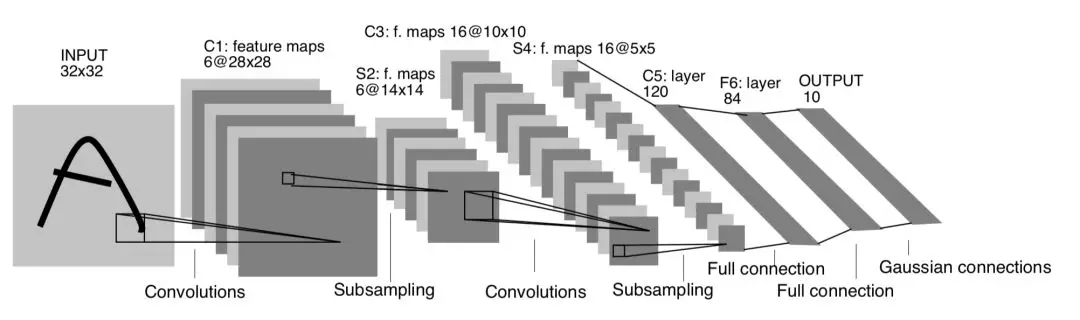 INPUT
32x32
C1: feature maps
6@28x28
S2: f. maps
6@14x14
C3: f. maps 16@10x10
S4: f. maps 16@5x5
C5: layer
120
F6: layer
84
OUTPUT
10
A
Convolutions
Subsampling
Convolutions
Subsampling
Full connection
Full connection
Gaussian connections